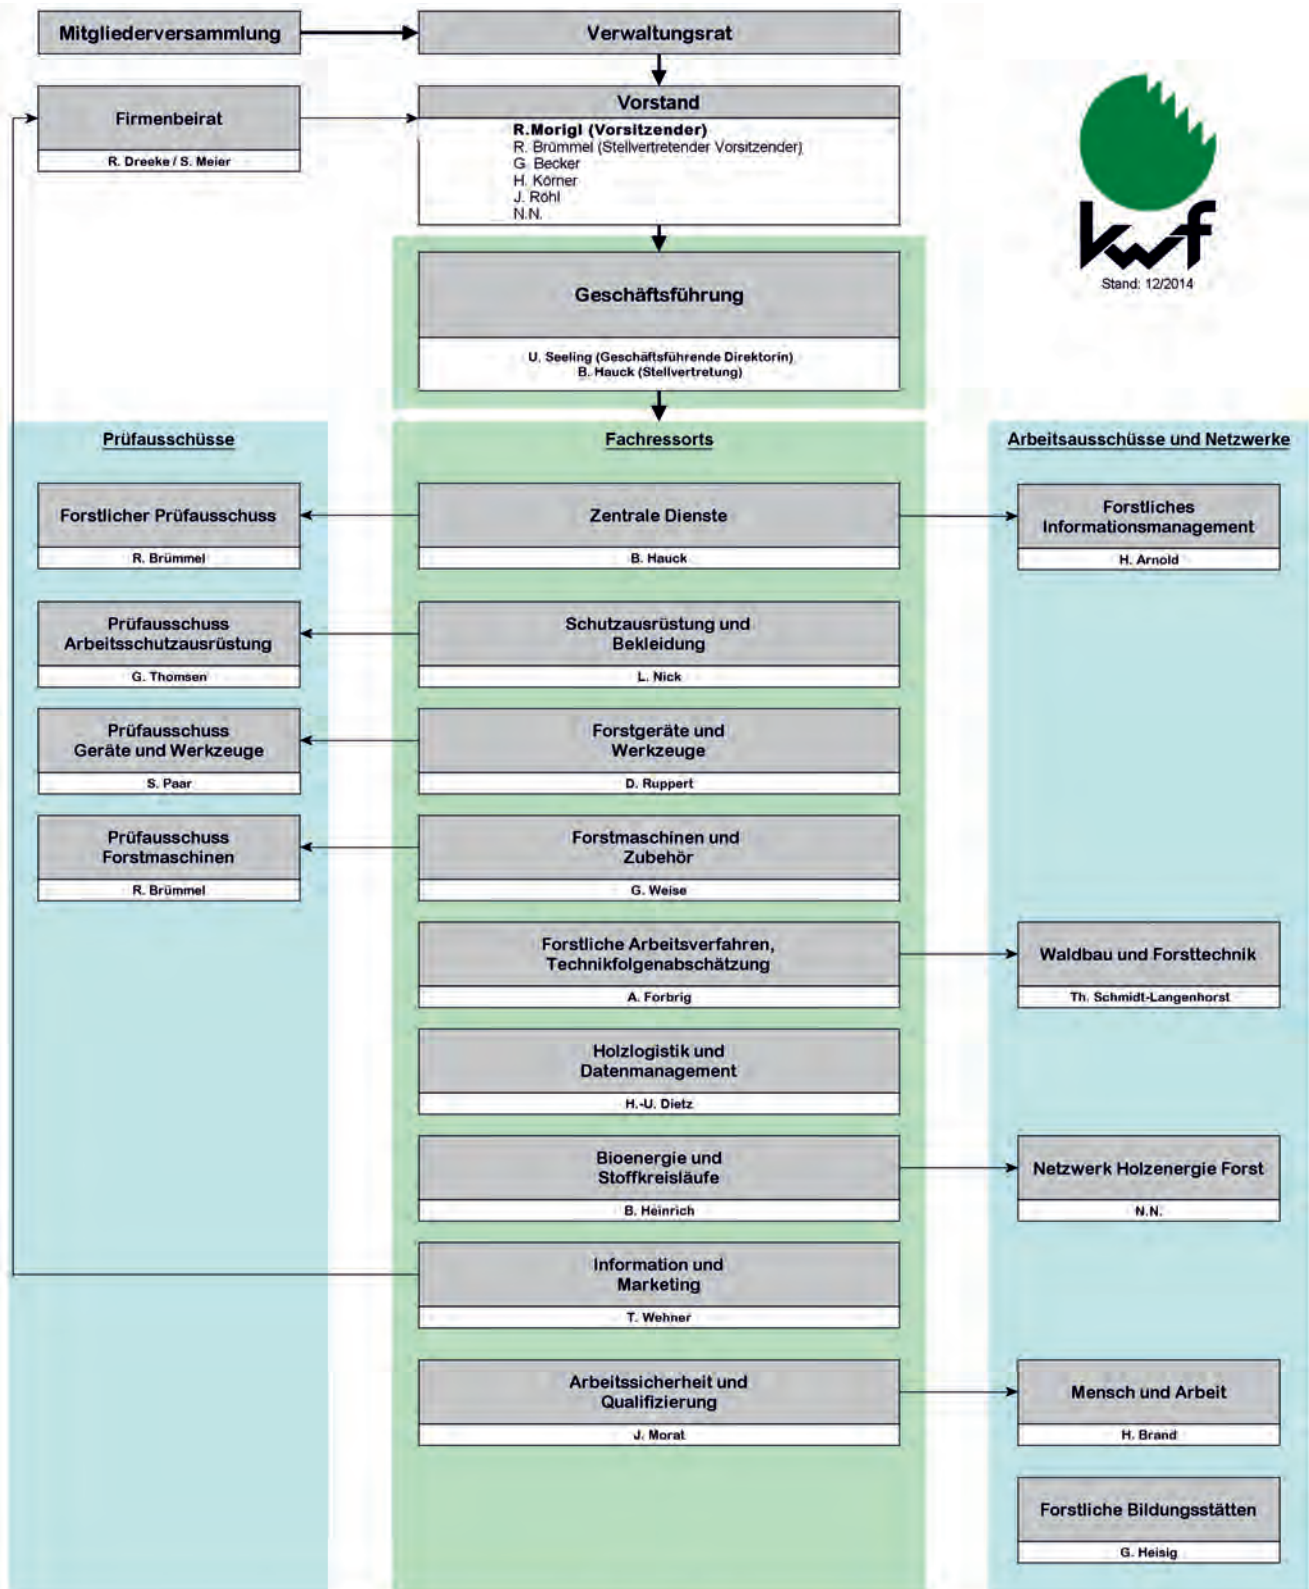 Mitgliederversammlung
Verwaltungsrat
Firmenbeirat
R. Dreeke / S. Meier
Vorstand
R.Morigl (Vorsitzender)
R. Brümmel (Stellvertretender Vorsitzender)
G. Becker
H. Körner
J. Röhl
N.N.
kwf
Stand: 12/2014
Geschäftsführung
U. Seeling (Geschäftsführende Direktorin)
B. Hauck (Stellvertretung)
Prüfausschüsse
Fachressorts
Arbeitsausschüsse und Netzwerke
Forstlicher Prüfausschuss
R. Brümmel
Zentrale Dienste
B. Hauck
Forstliches
Informationsmanagement
H. Arnold
Prüfausschuss
Arbeitsschutzausrüstung
G. Thomsen
Schutzausrüstung und
Bekleidung
L. Nick
Prüfausschuss
Geräte und Werkzeuge
S. Paar
Forstgeräte und
Werkzeuge
D. Ruppert
Prüfausschuss
Forstmaschinen
R. Brümmel
Forstmaschinen und
Zubehör
G. Weise
Forstliche Arbeitsverfahren,
Technikfolgenabschätzung
A. Forbrig
Waldbau und Forsttechnik
Th. Schmidt-Langenhorst
Holzlogistik und
Datenmanagement
H.-U. Dietz
Bioenergie und
Stoffkreisläufe
B. Heinrich
Netzwerk Holzenergie Forst
N.N.
Information und
Marketing
T. Wehner
Arbeitssicherheit und
Qualifizierung
J. Morat
Mensch und Arbeit
H. Brand
Forstliche Bildungsstätten
G. Heisig